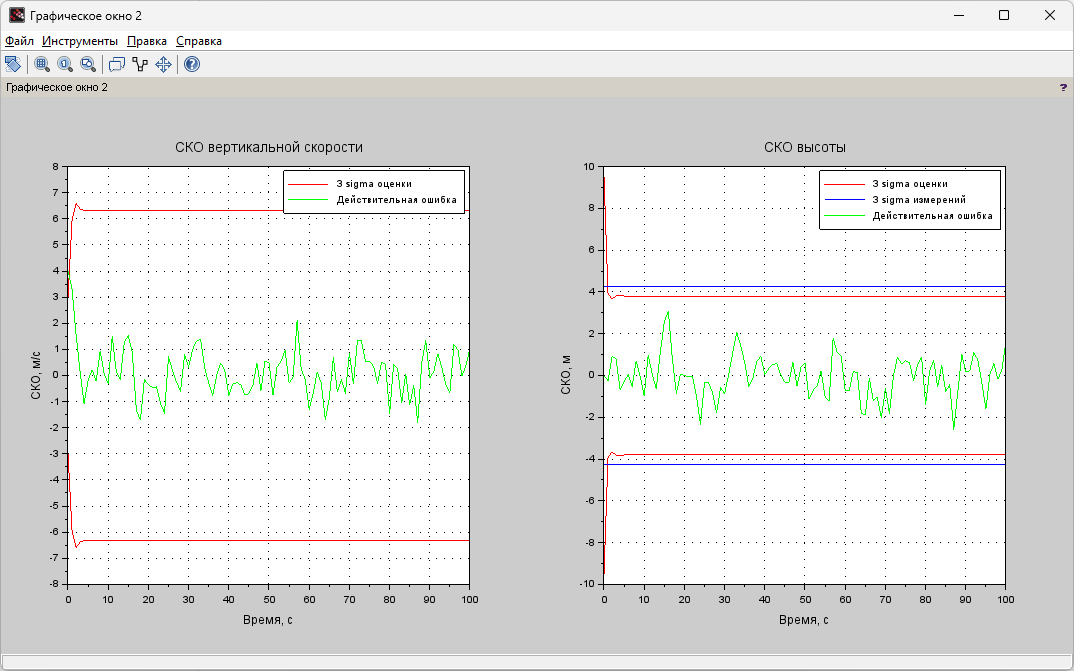 Графическое окно 2
Файл Инструменты Правка Справка
Графическое окно 2 ?
СКО вертикальной скорости
3 sigma оценки
Действительная ошибка
СКО, м/с
8
7
6
5
4
3
2
1
0
-1
-2
-3
-4
-5
-6
-7
-8
0 10 20 30 40 50 60 70 80 90 100
Время, с
СКО высоты
3 sigma оценки
3 sigma измерений
Действительная ошибка
СКО, м
10
8
6
4
2
0
-2
-4
-6
-8
-10
0 10 20 30 40 50 60 70 80 90 100
Время, с